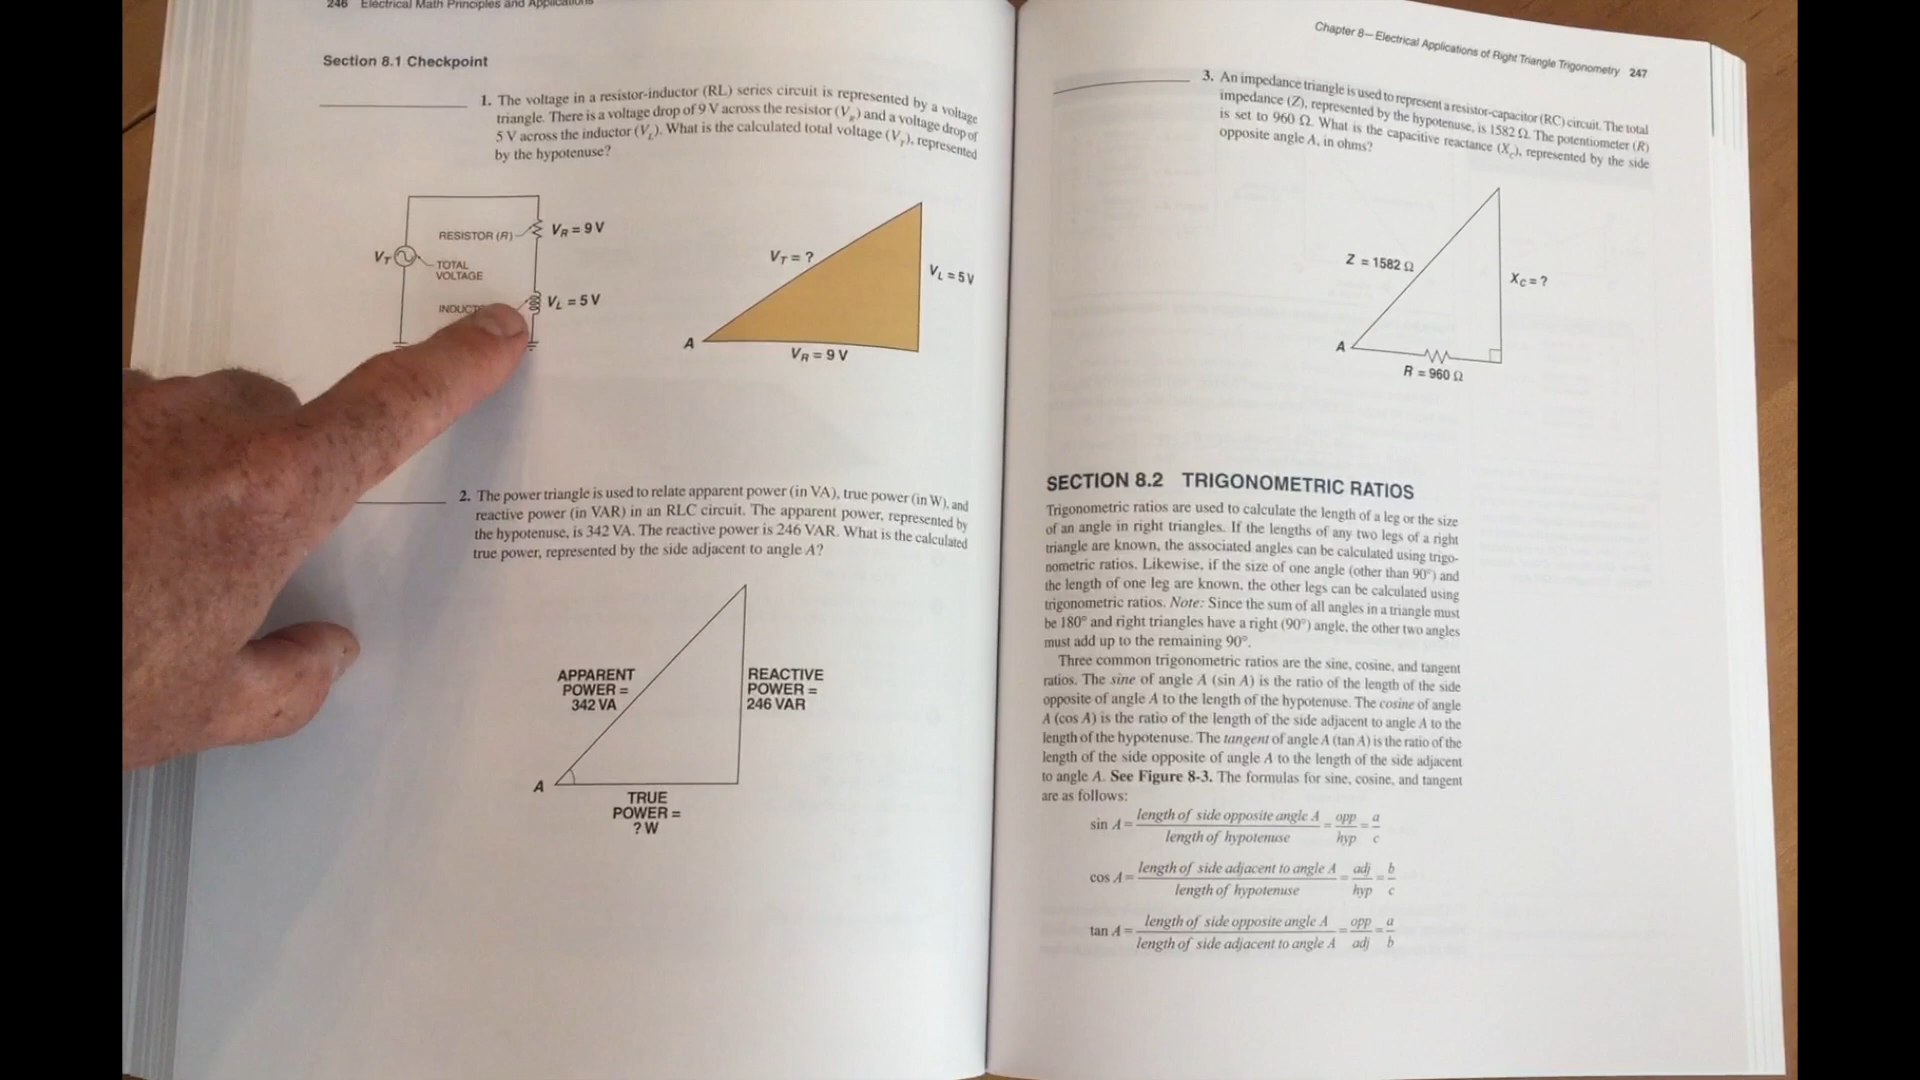 246 Electrical Math Principles and Applications
Section 8.1 Checkpoint
1. The voltage in a resistor-inductor (RL) series circuit is represented by a voltage
triangle. There is a voltage drop of 9 V across the resistor (V_R) and a voltage drop of
5 V across the inductor (V_L). What is the calculated total voltage (V_T), represented
by the hypotenuse?
V_R = 9 V
RESISTOR (R)
V_T
TOTAL
VOLTAGE
V_L = 5 V
V_T = ?
V_L = 5 V
A
V_R = 9 V
2. The power triangle is used to relate apparent power (in VA), true power (in W), and
reactive power (in VAR) in an RLC circuit. The apparent power, represented by
the hypotenuse, is 342 VA. The reactive power is 246 VAR. What is the calculated
true power, represented by the side adjacent to angle A?
APPARENT
POWER =
342 VA
REACTIVE
POWER =
246 VAR
A
TRUE
POWER =
? W
Chapter 8—Electrical Applications of Right Triangle Trigonometry 247
3. An impedance triangle is used to represent a resistor-capacitor (RC) circuit. The total
impedance (Z), represented by the hypotenuse, is 1582 Ω. The potentiometer (R)
is set to 960 Ω. What is the capacitive reactance (X_C), represented by the side
opposite angle A, in ohms?
Z = 1582 Ω
X_C = ?
A
R = 960 Ω
SECTION 8.2 TRIGONOMETRIC RATIOS
Trigonometric ratios are used to calculate the length of a leg or the size
of an angle in right triangles. If the lengths of any two legs of a right
triangle are known, the associated angles can be calculated using trigo-
nometric ratios. Likewise, if the size of one angle (other than 90°) and
the length of one leg are known, the other legs can be calculated using
trigonometric ratios. Note: Since the sum of all angles in a triangle must
be 180° and right triangles have a right (90°) angle, the other two angles
must add up to the remaining 90°.
Three common trigonometric ratios are the sine, cosine, and tangent
ratios. The sine of angle A (sin A) is the ratio of the length of the side
opposite of angle A to the length of the hypotenuse. The cosine of angle
A (cos A) is the ratio of the length of the side adjacent to angle A to the
length of the hypotenuse. The tangent of angle A (tan A) is the ratio of the
length of the side opposite of angle A to the length of the side adjacent
to angle A. See Figure 8-3. The formulas for sine, cosine, and tangent
are as follows:
sin A = length of side opposite angle A / length of hypotenuse = opp / hyp = a / c
cos A = length of side adjacent to angle A / length of hypotenuse = adj / hyp = b / c
tan A = length of side opposite angle A / length of side adjacent to angle A = opp / adj = a / b